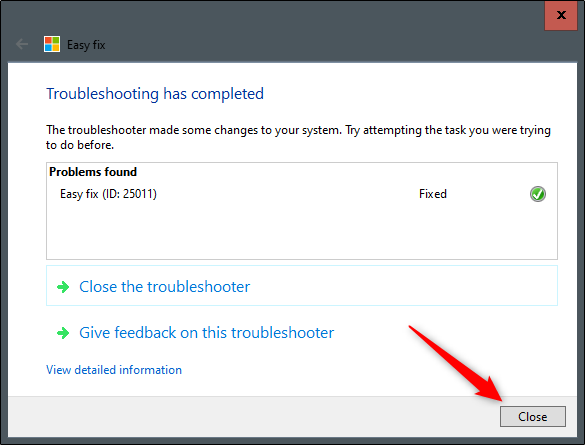 Easy fix
Troubleshooting has completed
The troubleshooter made some changes to your system. Try attempting the task you were trying
to do before.
Problems found
Easy fix (ID: 25011) Fixed
Close the troubleshooter
Give feedback on this troubleshooter
View detailed information
Close